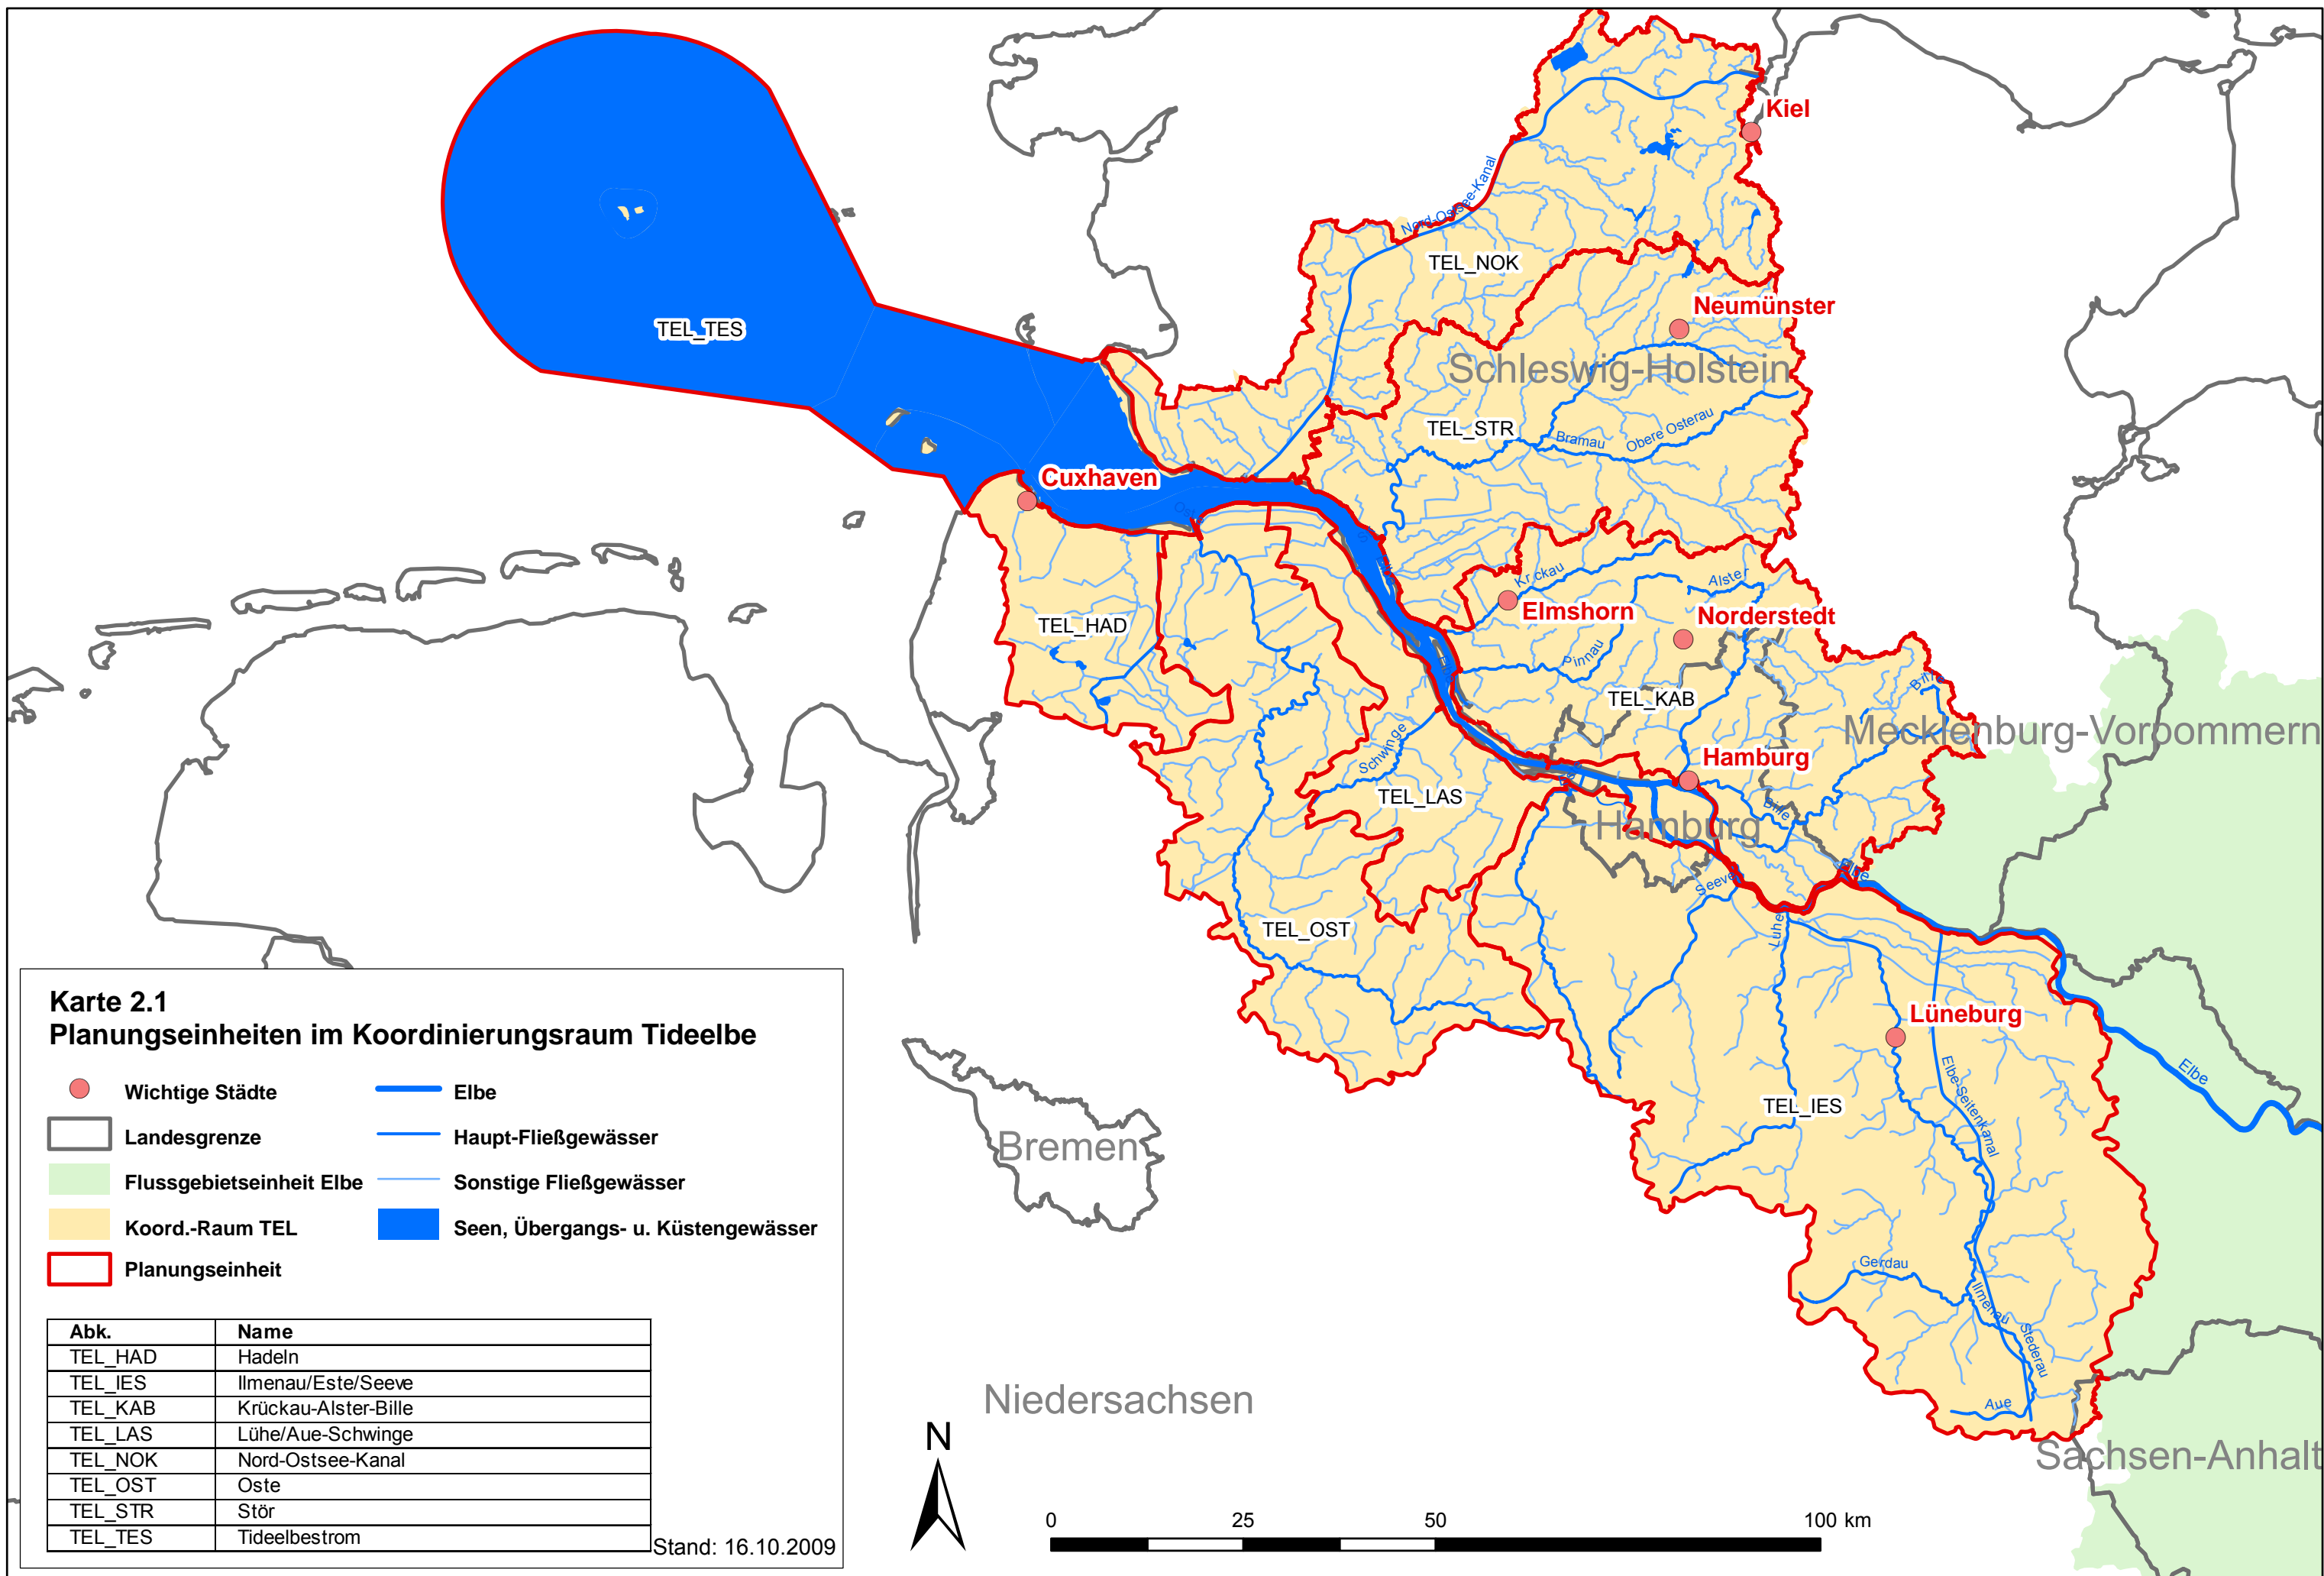 Kiel
Nord-Ostsee-Kanal
TEL_NOK
Neumünster
TEL_TES
Schleswig-Holstein
TEL_STR
Bramau
Obere Osterau
Cuxhaven
Krückau
Alster
Elmshorn
Norderstedt
TEL_HAD
Pinnau
TEL_KAB
Bille
Mecklenburg-Vorpommern
Schwinge
Hamburg
TEL_LAS
Bille
Hamburg
Elbe
Seeve
Luhe
TEL_OST
Lüneburg
Elbe
Elbe-Seitenkanal
TEL_IES
Bremen
Gerdau
Ilmenau
Stederau
Aue
Niedersachsen
Sachsen-Anhalt
Karte 2.1
Planungseinheiten im Koordinierungsraum Tideelbe
Wichtige Städte
Elbe
Landesgrenze
Haupt-Fließgewässer
Flussgebietseinheit Elbe
Sonstige Fließgewässer
Koord.-Raum TEL
Seen, Übergangs- u. Küstengewässer
Planungseinheit
Abk. Name
TEL_HAD Hadeln
TEL_IES Ilmenau/Este/Seeve
TEL_KAB Krückau-Alster-Bille
TEL_LAS Lühe/Aue-Schwinge
TEL_NOK Nord-Ostsee-Kanal
TEL_OST Oste
TEL_STR Stör
TEL_TES Tideelbestrom
Stand: 16.10.2009
N
0 25 50 100 km